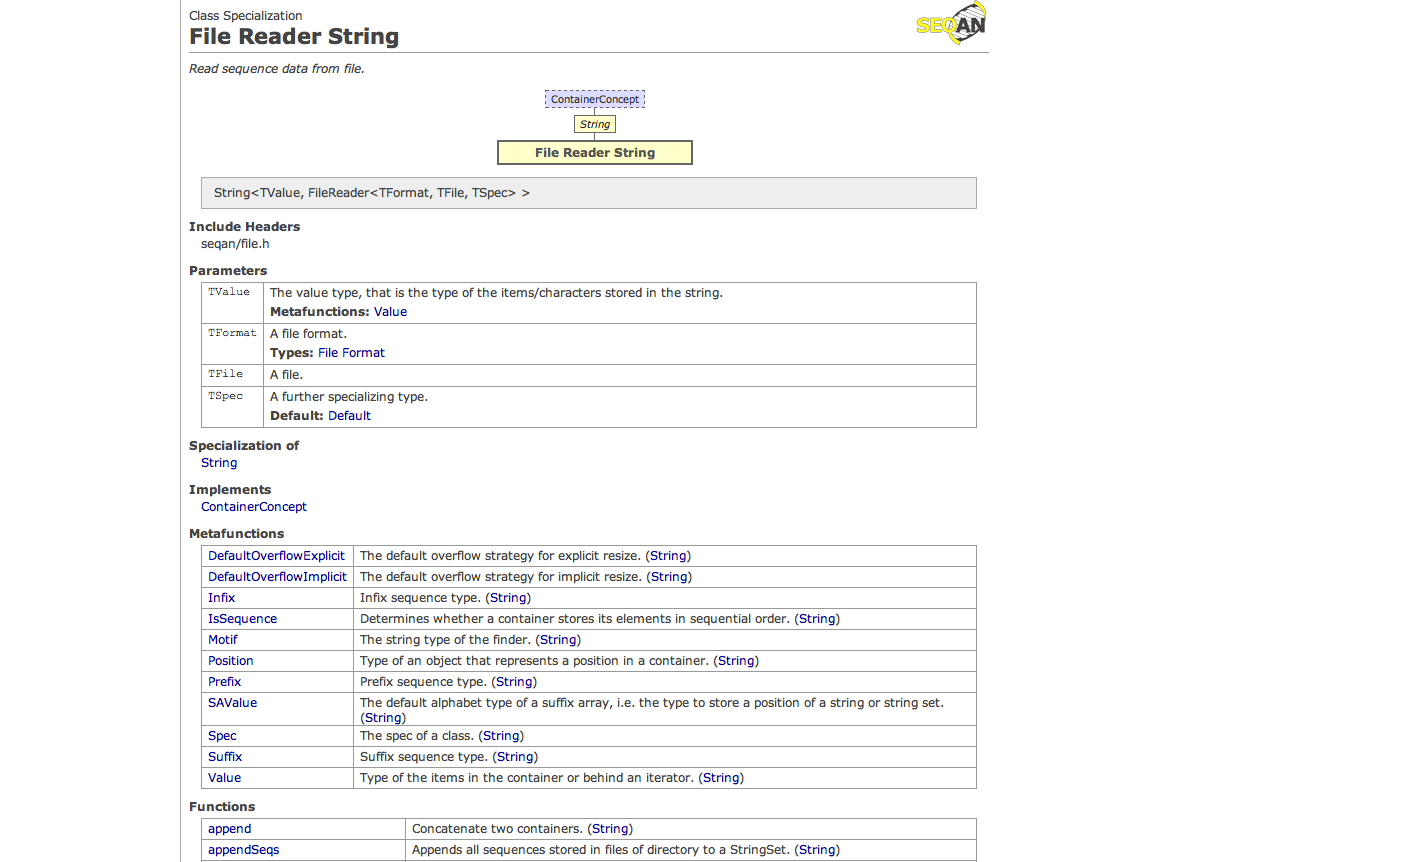 Class Specialization
File Reader String
SEQAN
Read sequence data from file.
ContainerConcept
String
File Reader String
String<TValue, FileReader<TFormat, TFile, TSpec> >
Include Headers
seqan/file.h
Parameters
TValue The value type, that is the type of the items/characters stored in the string.
Metafunctions: Value
TFormat A file format.
Types: File Format
TFile A file.
TSpec A further specializing type.
Default: Default
Specialization of
String
Implements
ContainerConcept
Metafunctions
DefaultOverflowExplicit The default overflow strategy for explicit resize. (String)
DefaultOverflowImplicit The default overflow strategy for implicit resize. (String)
Infix Infix sequence type. (String)
IsSequence Determines whether a container stores its elements in sequential order. (String)
Motif The string type of the finder. (String)
Position Type of an object that represents a position in a container. (String)
Prefix Prefix sequence type. (String)
SAValue The default alphabet type of a suffix array, i.e. the type to store a position of a string or string set.
(String)
Spec The spec of a class. (String)
Suffix Suffix sequence type. (String)
Value Type of the items in the container or behind an iterator. (String)
Functions
append Concatenate two containers. (String)
appendSeqs Appends all sequences stored in files of directory to a StringSet. (String)